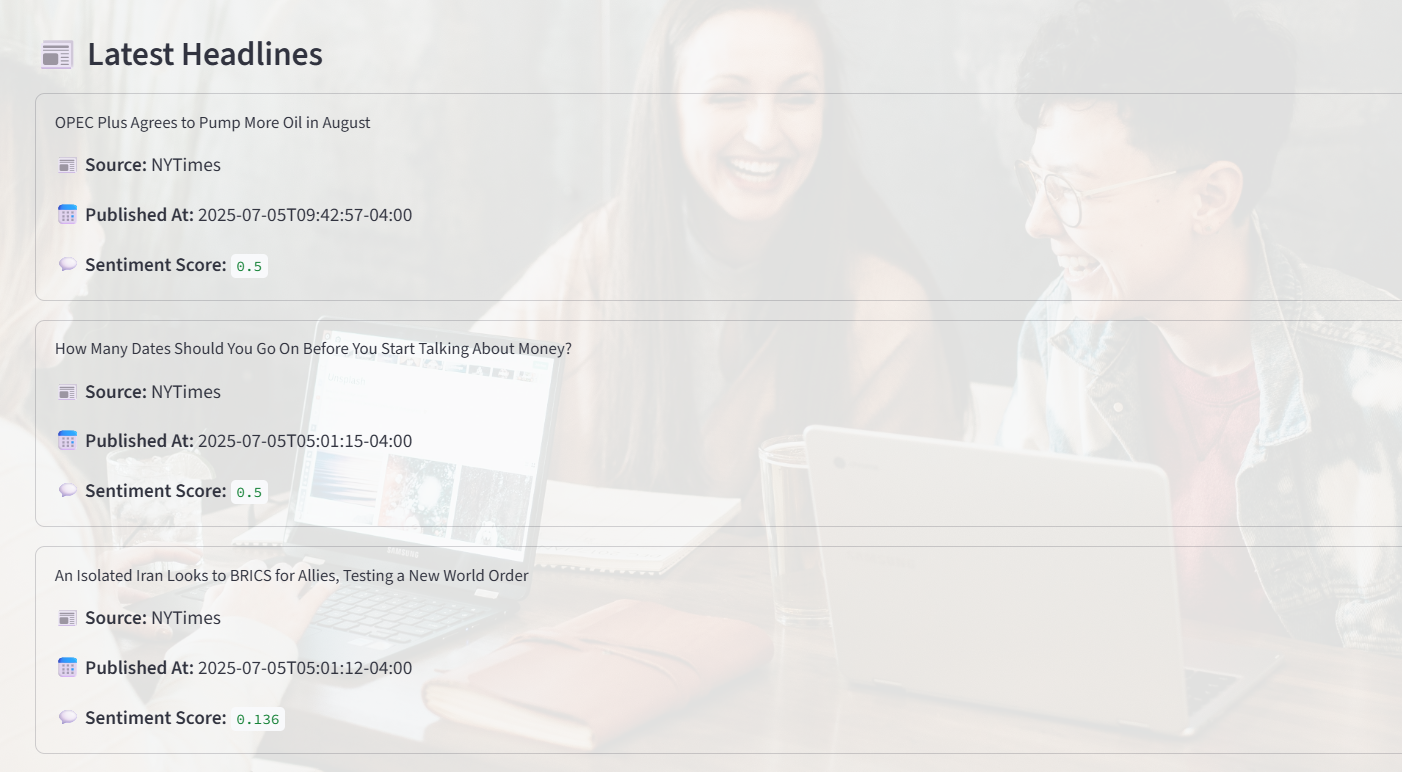 Latest Headlines
OPEC Plus Agrees to Pump More Oil in August
Source: NYTimes
Published At: 2025-07-05T09:42:57-04:00
Sentiment Score: 0.5
How Many Dates Should You Go On Before You Start Talking About Money?
Source: NYTimes
Published At: 2025-07-05T05:01:15-04:00
Sentiment Score: 0.5
SAMSUNG
An Isolated Iran Looks to BRICS for Allies, Testing a New World Order
Source: NYTimes
Published At: 2025-07-05T05:01:12-04:00
Sentiment Score: 0.136